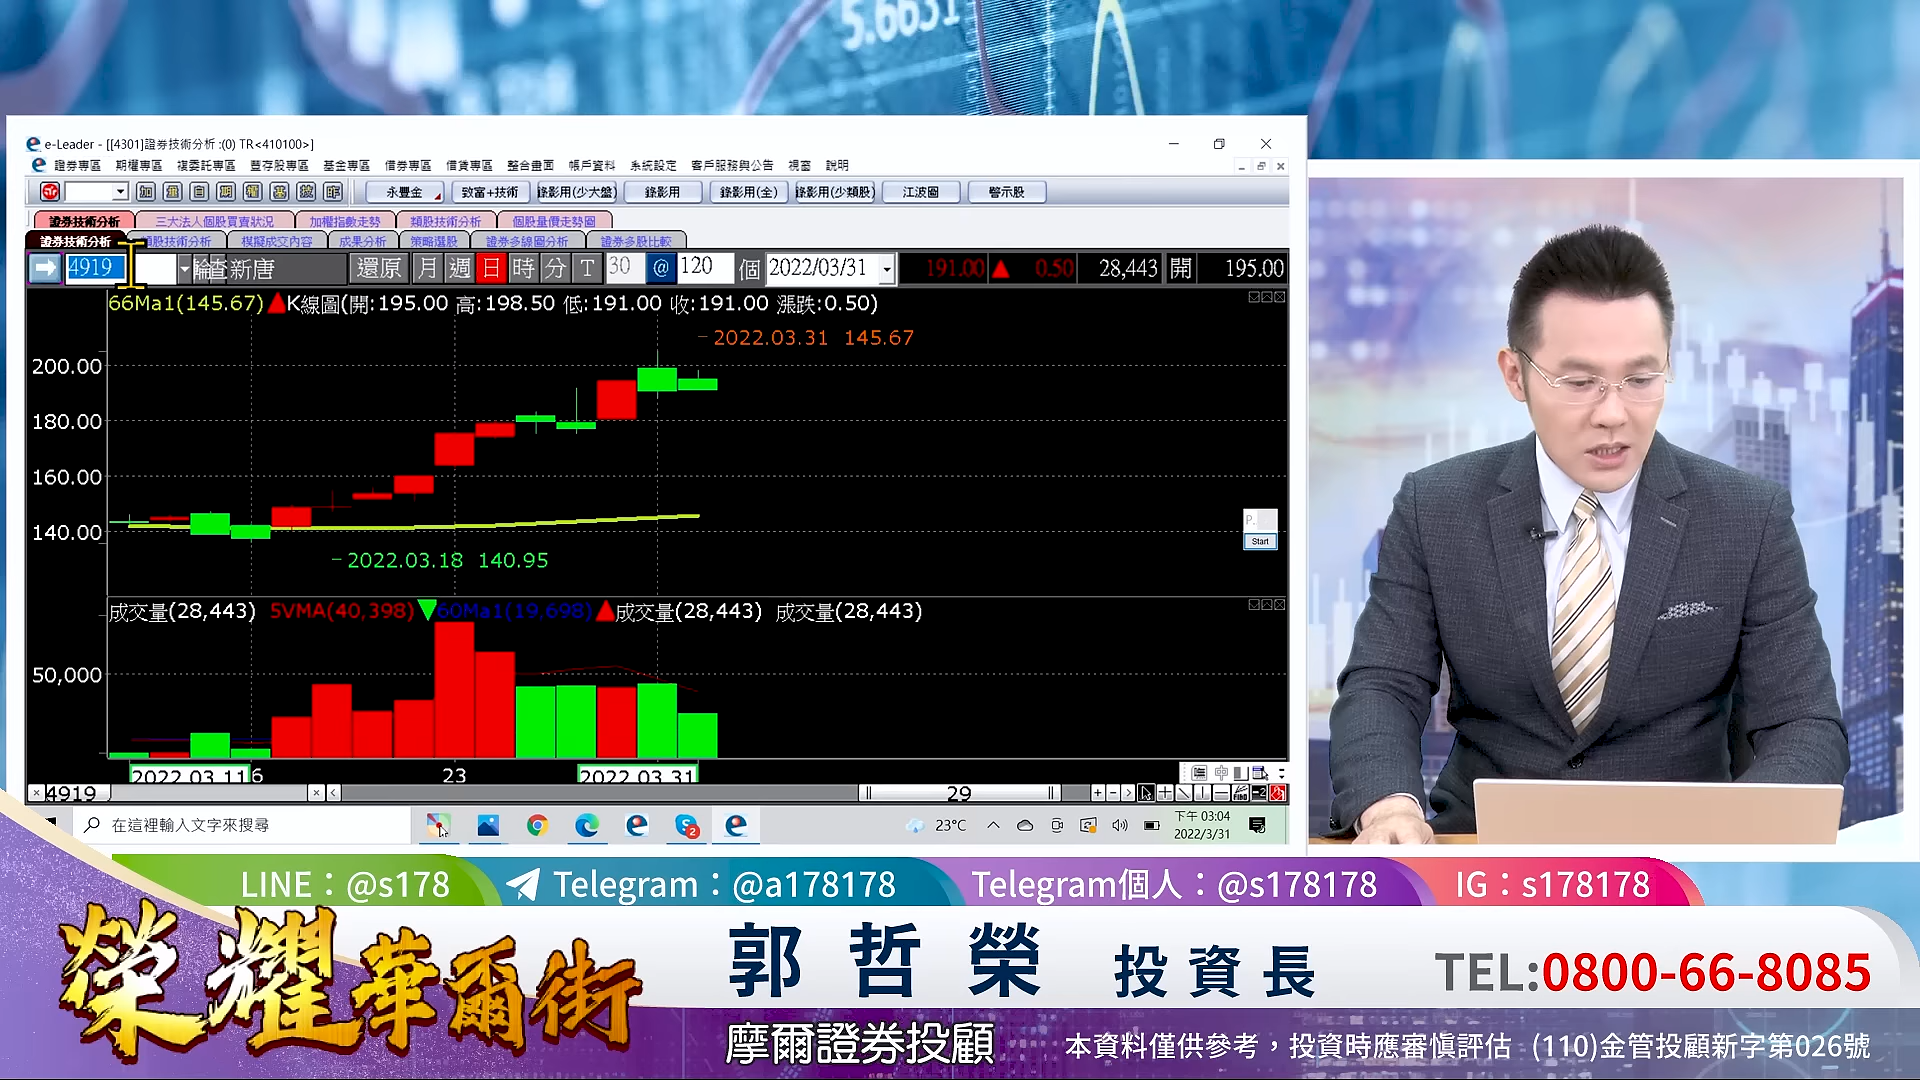 5.6631
e-Leader - [[4301]證券技術分析 :(0) TR<410100>]
證券專區 期權專區 複委託專區 豐存股專區 基金專區 借券專區 借貸專區 整合畫面 帳戶資料 系統設定 客戶服務與公告 視窗 說明
永豐金 致富+技術 錄影用(少大盤) 錄影用 錄影用(全) 錄影用(少類股) 江波圖 警示股
證券技術分析 三大法人個股買賣狀況 加權指數走勢 類股技術分析 個股量價走勢圖
證券技術分析 類股技術分析 模擬成交內容 成果分析 策略選股 證券多線圖分析 證券多股比較
4919 新唐 還原 月 週 日 時 分 T 30 @ 120 個 2022/03/31 191.00 ▲ 0.50 28,443 開 195.00
66Ma1(145.67)▲K線圖(開:195.00 高:198.50 低:191.00 收:191.00 漲跌:0.50)
2022.03.31 145.67
200.00
180.00
160.00
140.00
2022.03.18 140.95
Start
成交量(28,443) 5VMA(40,398)▼60Ma1(19,698)▲成交量(28,443) 成交量(28,443)
50,000
2022.03.11 6 23 2022.03.31
4919 29
在這裡輸入文字來搜尋
23°C
下午 03:04
2022/3/31
LINE：@s178 Telegram：@a178178 Telegram個人：@s178178 IG：s178178
榮耀華爾街
郭哲榮 投資長 TEL:0800-66-8085
摩爾證券投顧 本資料僅供參考，投資時應審慎評估 (110)金管投顧新字第026號